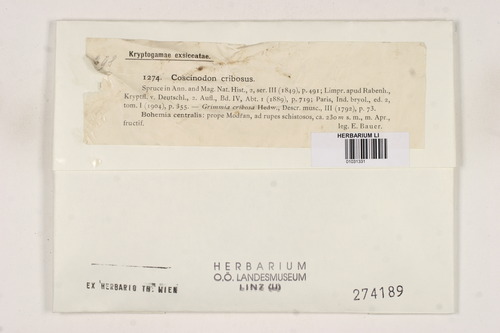 Kryptogamae exsiccatae.
1274. Coscinodon cribosus.
Spruce in Ann. and Mag. Nat. Hist., 2, ser. III (1849), p. 491; Limpr. apud Rabenh.,
Kryptfl. v. Deutschl., 2. Aufl., Bd. IV, Abt. 1 (1889), p. 719; Paris, Ind. bryol., ed. 2,
tom. I (1904), p. 355. — Grimmia cribosa Hedw., Descr. musc., III (1792), p. 73.
Bohemia centralis: prope Modřan, ad rupes schistosos, ca. 230 m s. m., m. Apr.,
fructif. leg. E. Bauer.
HERBARIUM LI
EX HERBARIO TH. WIEN
HERBARIUM
O.Ö. LANDESMUSEUM
LINZ (LI)
274189